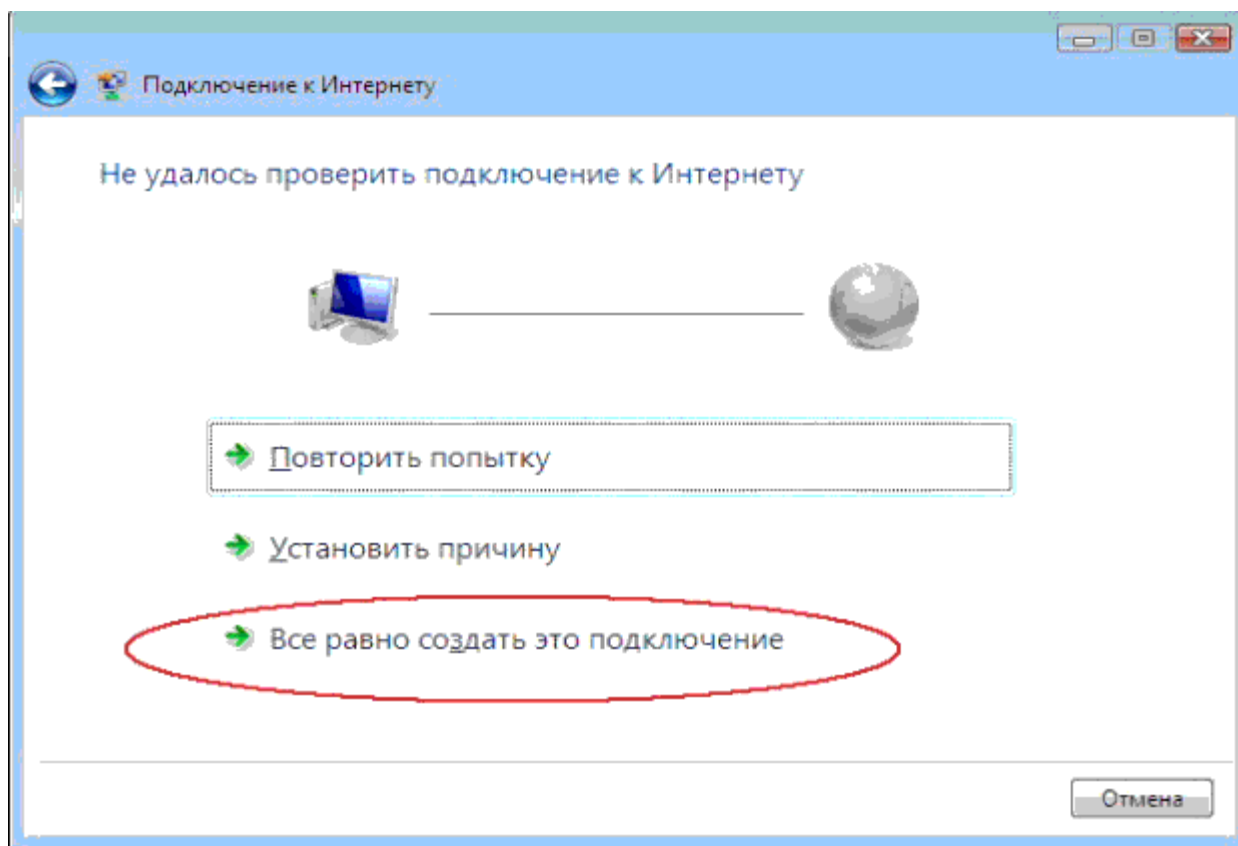 Подключение к Интернету
Не удалось проверить подключение к Интернету
Повторить попытку
Установить причину
Все равно создать это подключение
Отмена